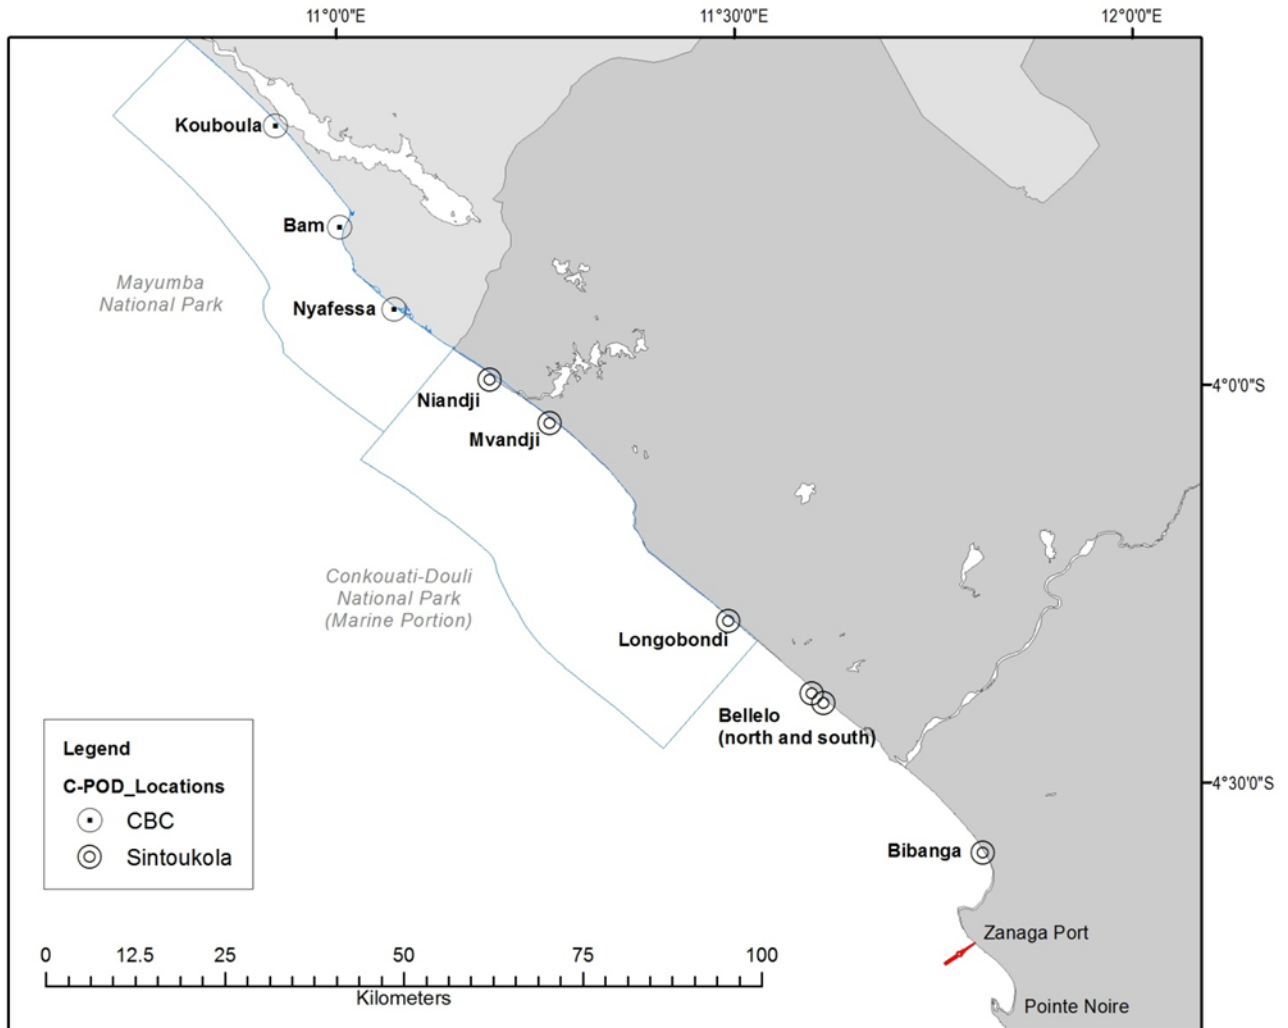 11°0'0"E
11°30'0"E
12°0'0"E
Kouboula
Bam
Mayumba
National Park
Nyafessa
4°0'0"S
Niandji
Mvandji
Conkouati-Douli
National Park
(Marine Portion)
Longobondi
Bellelo
(north and south)
4°30'0"S
Legend
C-POD_Locations
CBC
Sintoukola
Bibanga
Zanaga Port
0 12.5 25 50 75 100
Kilometers
Pointe Noire